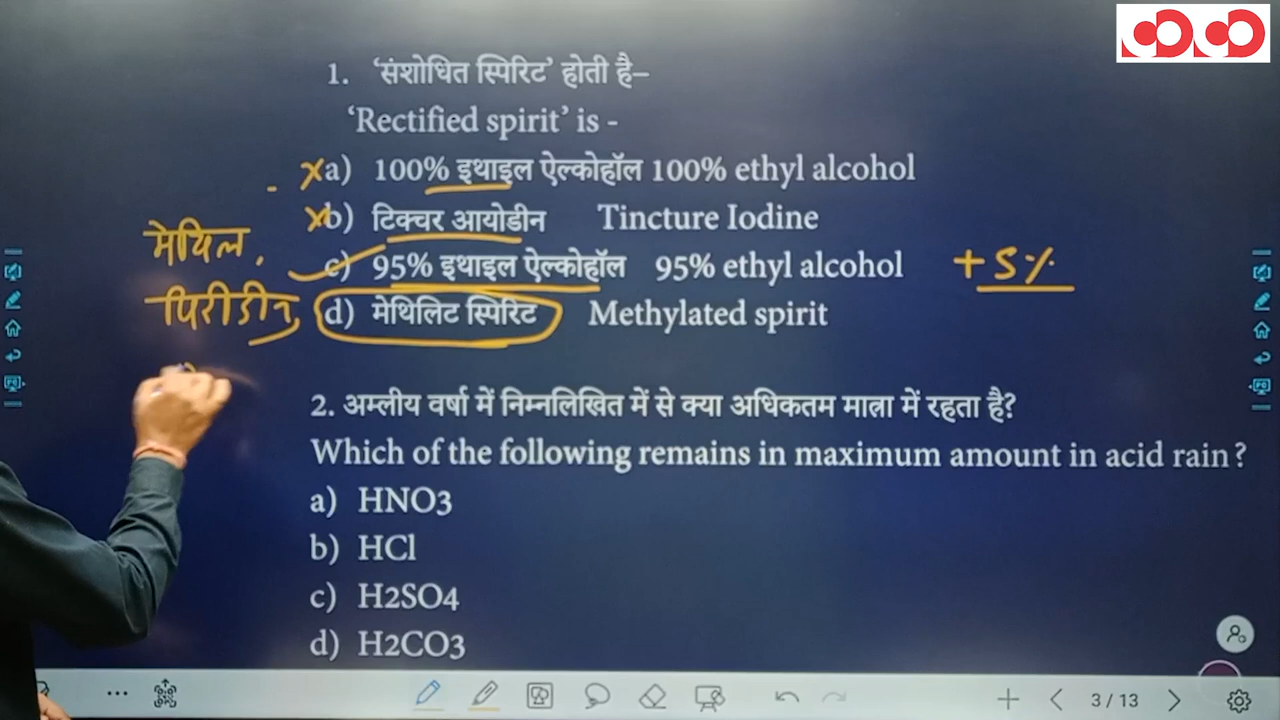 1. ‘संशोधित स्पिरिट’ होती है–
‘Rectified spirit’ is -
xa) 100% इथाइल ऐल्कोहॉल 100% ethyl alcohol
xb) टिक्चर आयोडीन Tincture Iodine
मेथिल,
c) 95% इथाइल ऐल्कोहॉल 95% ethyl alcohol +5%
पिरीडीन,
d) मेथिलिट स्पिरिट Methylated spirit
2. अम्लीय वर्षा में निम्नलिखित में से क्या अधिकतम मात्रा में रहता है?
Which of the following remains in maximum amount in acid rain?
a) HNO3
b) HCl
c) H2SO4
d) H2CO3
3 / 13